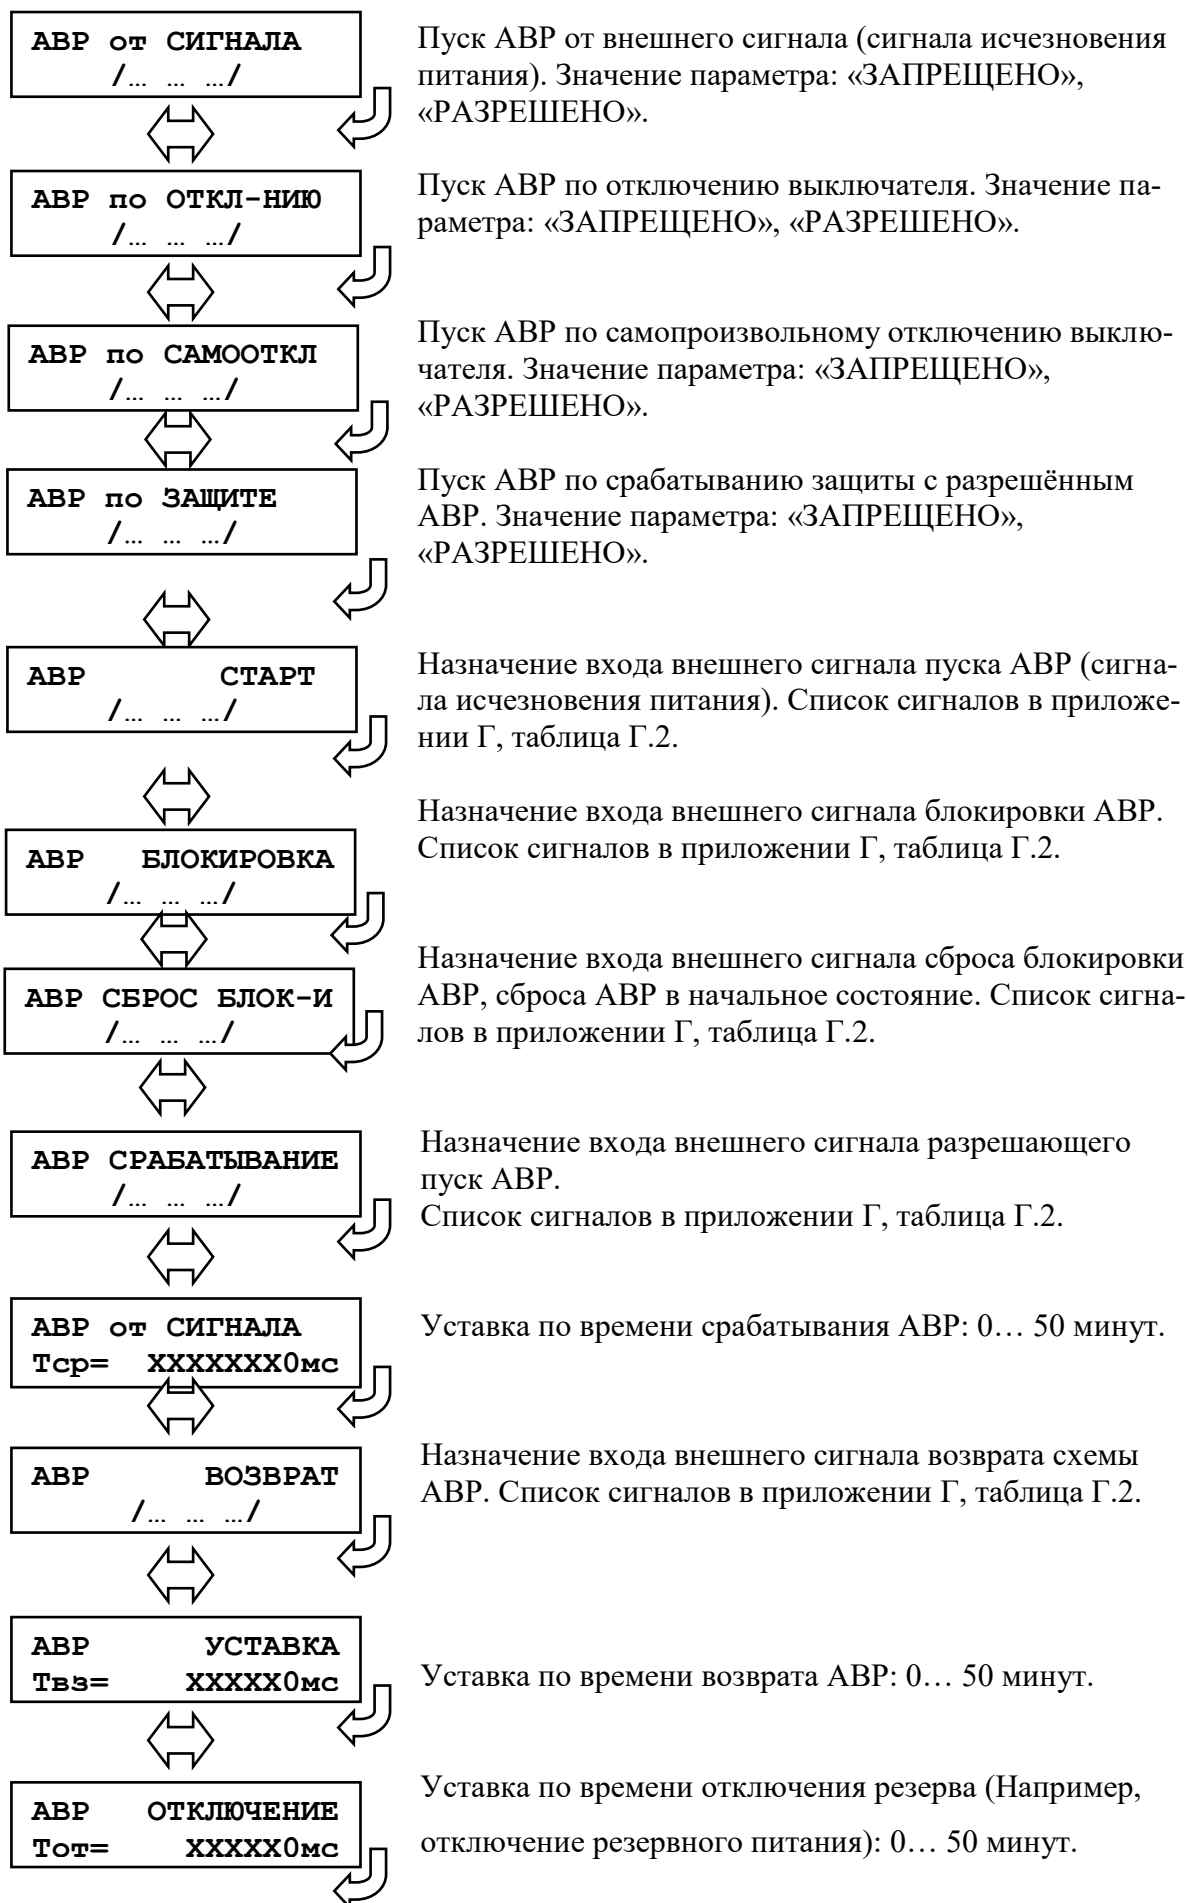 АВР от СИГНАЛА
/… … …/
Пуск АВР от внешнего сигнала (сигнала исчезновения
питания). Значение параметра: «ЗАПРЕЩЕНО»,
«РАЗРЕШЕНО».
АВР по ОТКЛ-НИЮ
/… … …/
Пуск АВР по отключению выключателя. Значение па-
раметра: «ЗАПРЕЩЕНО», «РАЗРЕШЕНО».
АВР по САМООТКЛ
/… … …/
Пуск АВР по самопроизвольному отключению выклю-
чателя. Значение параметра: «ЗАПРЕЩЕНО»,
«РАЗРЕШЕНО».
АВР по ЗАЩИТЕ
/… … …/
Пуск АВР по срабатыванию защиты с разрешённым
АВР. Значение параметра: «ЗАПРЕЩЕНО»,
«РАЗРЕШЕНО».
АВР СТАРТ
/… … …/
Назначение входа внешнего сигнала пуска АВР (сигна-
ла исчезновения питания). Список сигналов в приложе-
нии Г, таблица Г.2.
АВР БЛОКИРОВКА
/… … …/
Назначение входа внешнего сигнала блокировки АВР.
Список сигналов в приложении Г, таблица Г.2.
АВР СБРОС БЛОК-И
/… … …/
Назначение входа внешнего сигнала сброса блокировки
АВР, сброса АВР в начальное состояние. Список сигна-
лов в приложении Г, таблица Г.2.
АВР СРАБАТЫВАНИЕ
/… … …/
Назначение входа внешнего сигнала разрешающего
пуск АВР.
Список сигналов в приложении Г, таблица Г.2.
АВР от СИГНАЛА
Тср= ХХХХХХХ0мс
Уставка по времени срабатывания АВР: 0… 50 минут.
АВР ВОЗВРАТ
/… … …/
Назначение входа внешнего сигнала возврата схемы
АВР. Список сигналов в приложении Г, таблица Г.2.
АВР УСТАВКА
Твз= ХХХХХ0мс
Уставка по времени возврата АВР: 0… 50 минут.
АВР ОТКЛЮЧЕНИЕ
Тот= ХХХХХ0мс
Уставка по времени отключения резерва (Например,
отключение резервного питания): 0… 50 минут.